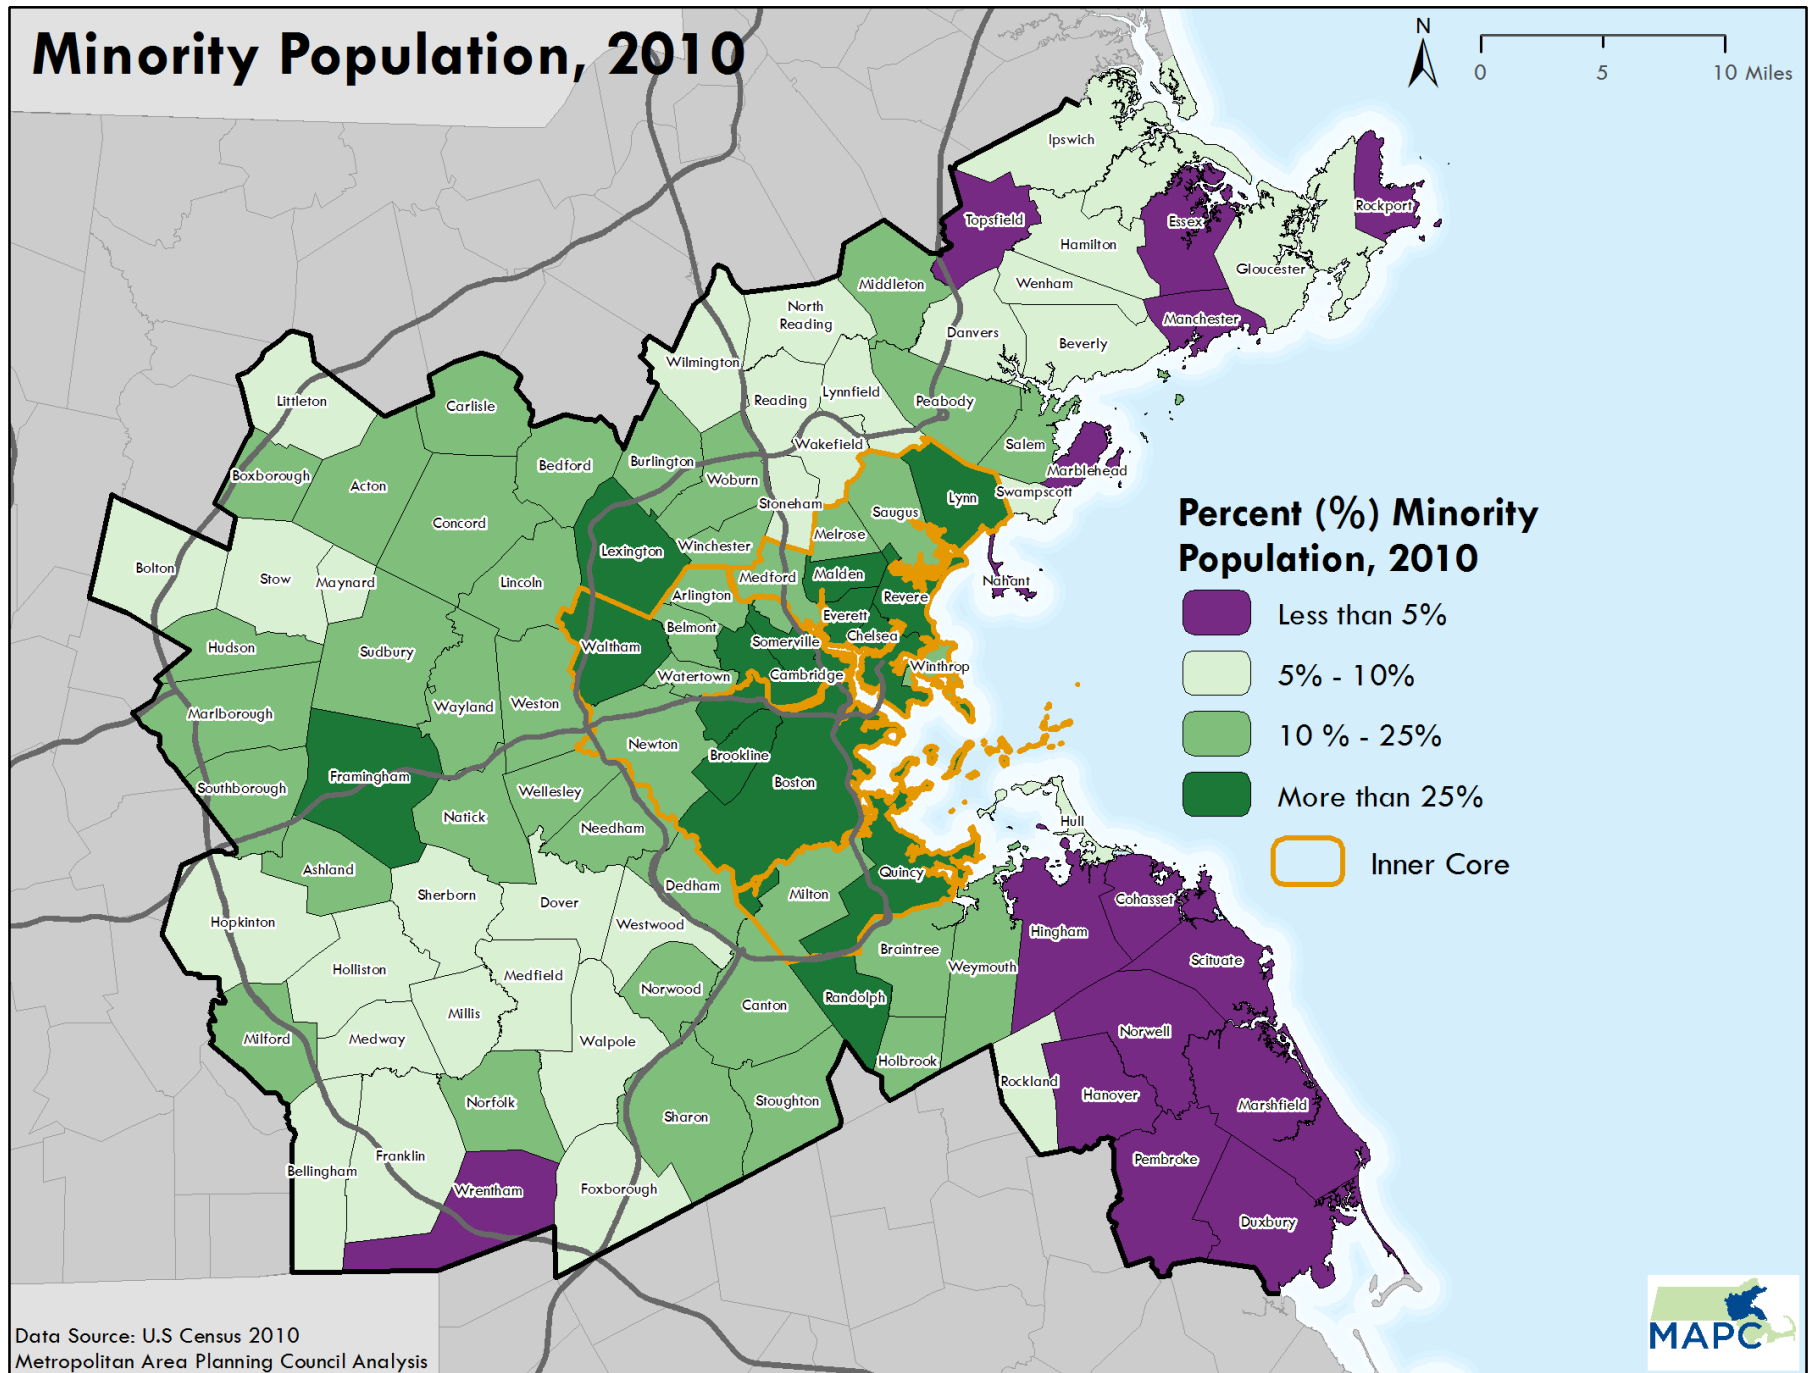 Minority Population, 2010
N
0 5 10 Miles
Ipswich
Rockport
Topsfield
Essex
Hamilton
Gloucester
Middleton
Wenham
North
Reading
Manchester
Danvers
Beverly
Wilmington
Lynnfield
Reading
Peabody
Littleton
Carlisle
Wakefield
Salem
Burlington
Bedford
Marblehead
Boxborough
Woburn
Acton
Swampscott
Lynn
Stoneham
Saugus
Concord
Melrose
Winchester
Lexington
Bolton
Stow
Maynard
Lincoln
Medford
Malden
Nahant
Arlington
Revere
Everett
Belmont
Chelsea
Somerville
Hudson
Waltham
Sudbury
Winthrop
Watertown
Cambridge
Weston
Wayland
Marlborough
Newton
Brookline
Framingham
Boston
Southborough
Wellesley
Natick
Needham
Hull
Ashland
Quincy
Dedham
Sherborn
Milton
Dover
Cohasset
Hopkinton
Westwood
Hingham
Braintree
Scituate
Weymouth
Holliston
Medfield
Norwood
Randolph
Canton
Millis
Norwell
Milford
Medway
Walpole
Holbrook
Rockland
Hanover
Norfolk
Stoughton
Marshfield
Sharon
Franklin
Pembroke
Bellingham
Wrentham
Foxborough
Duxbury
Percent (%) Minority
Population, 2010
Less than 5%
5% - 10%
10 % - 25%
More than 25%
Inner Core
Data Source: U.S Census 2010
Metropolitan Area Planning Council Analysis
MAPC